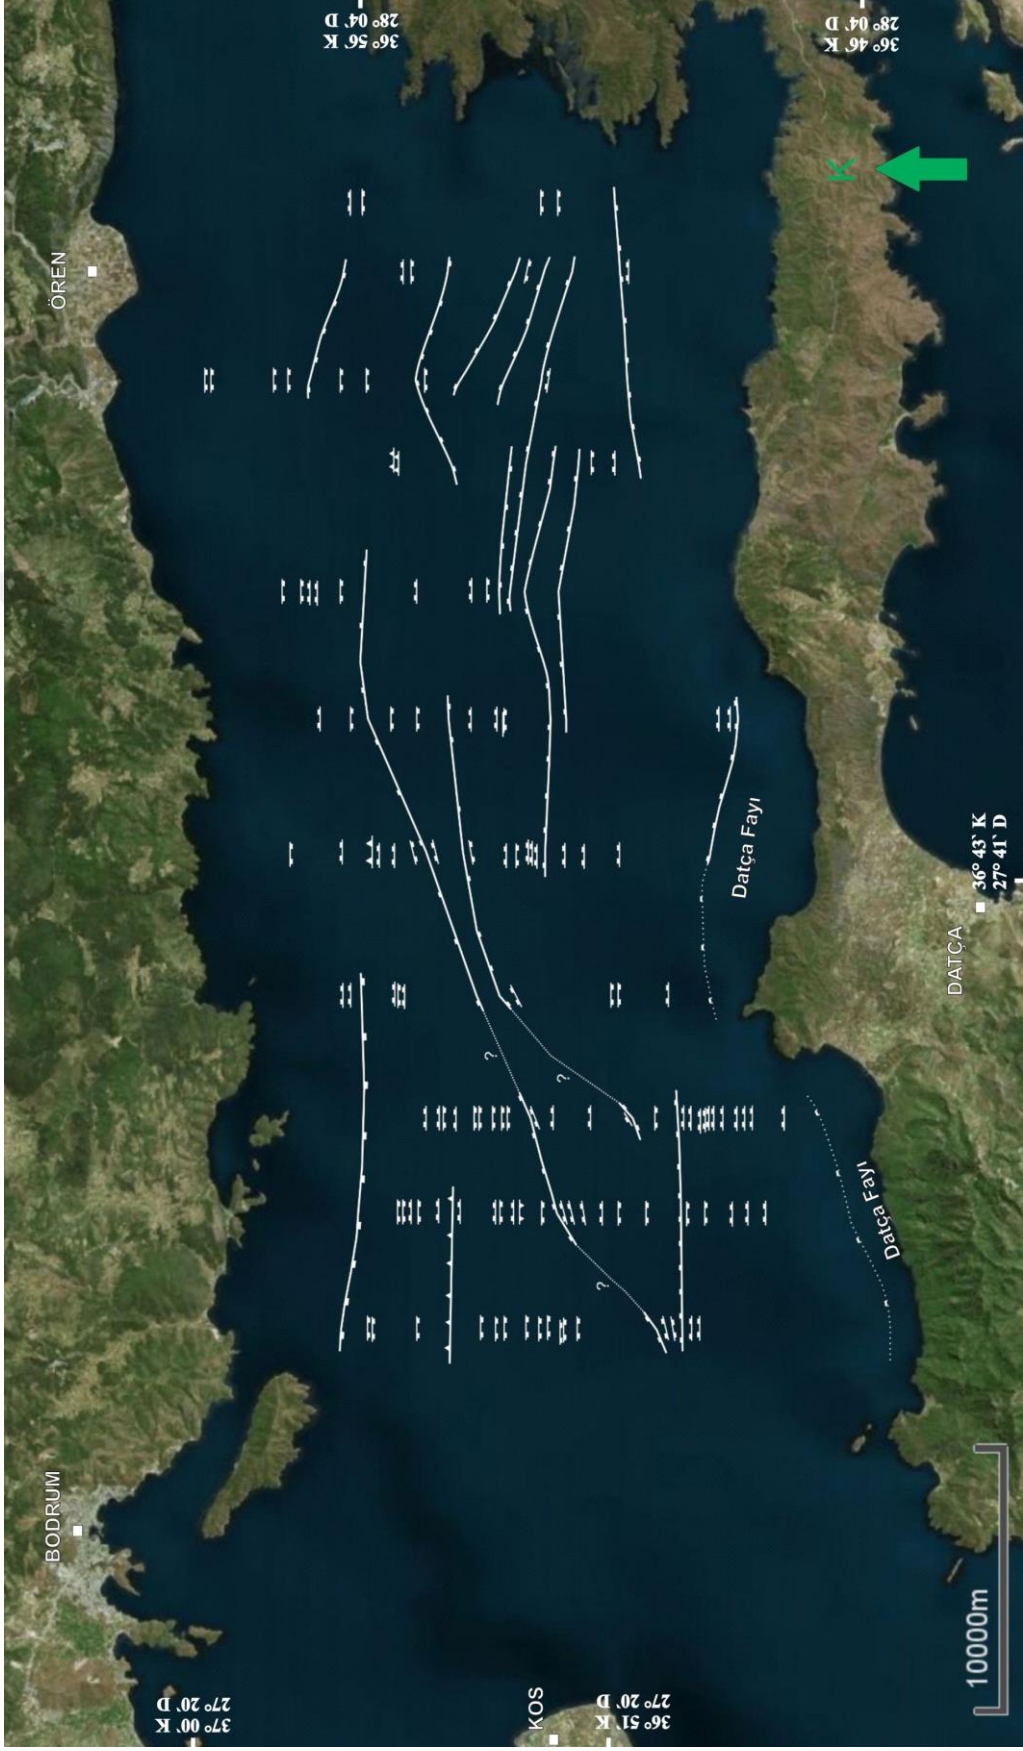 36° 56` K
28° 04` D
36° 46` K
28° 04` D
ÖREN
K
Datça Fayı
36° 43` K
27° 41` D
DATÇA
?
?
?
Datça Fayı
BODRUM
10000m
37° 00` K
27° 20` D
KOS
36° 51` K
27° 20` D